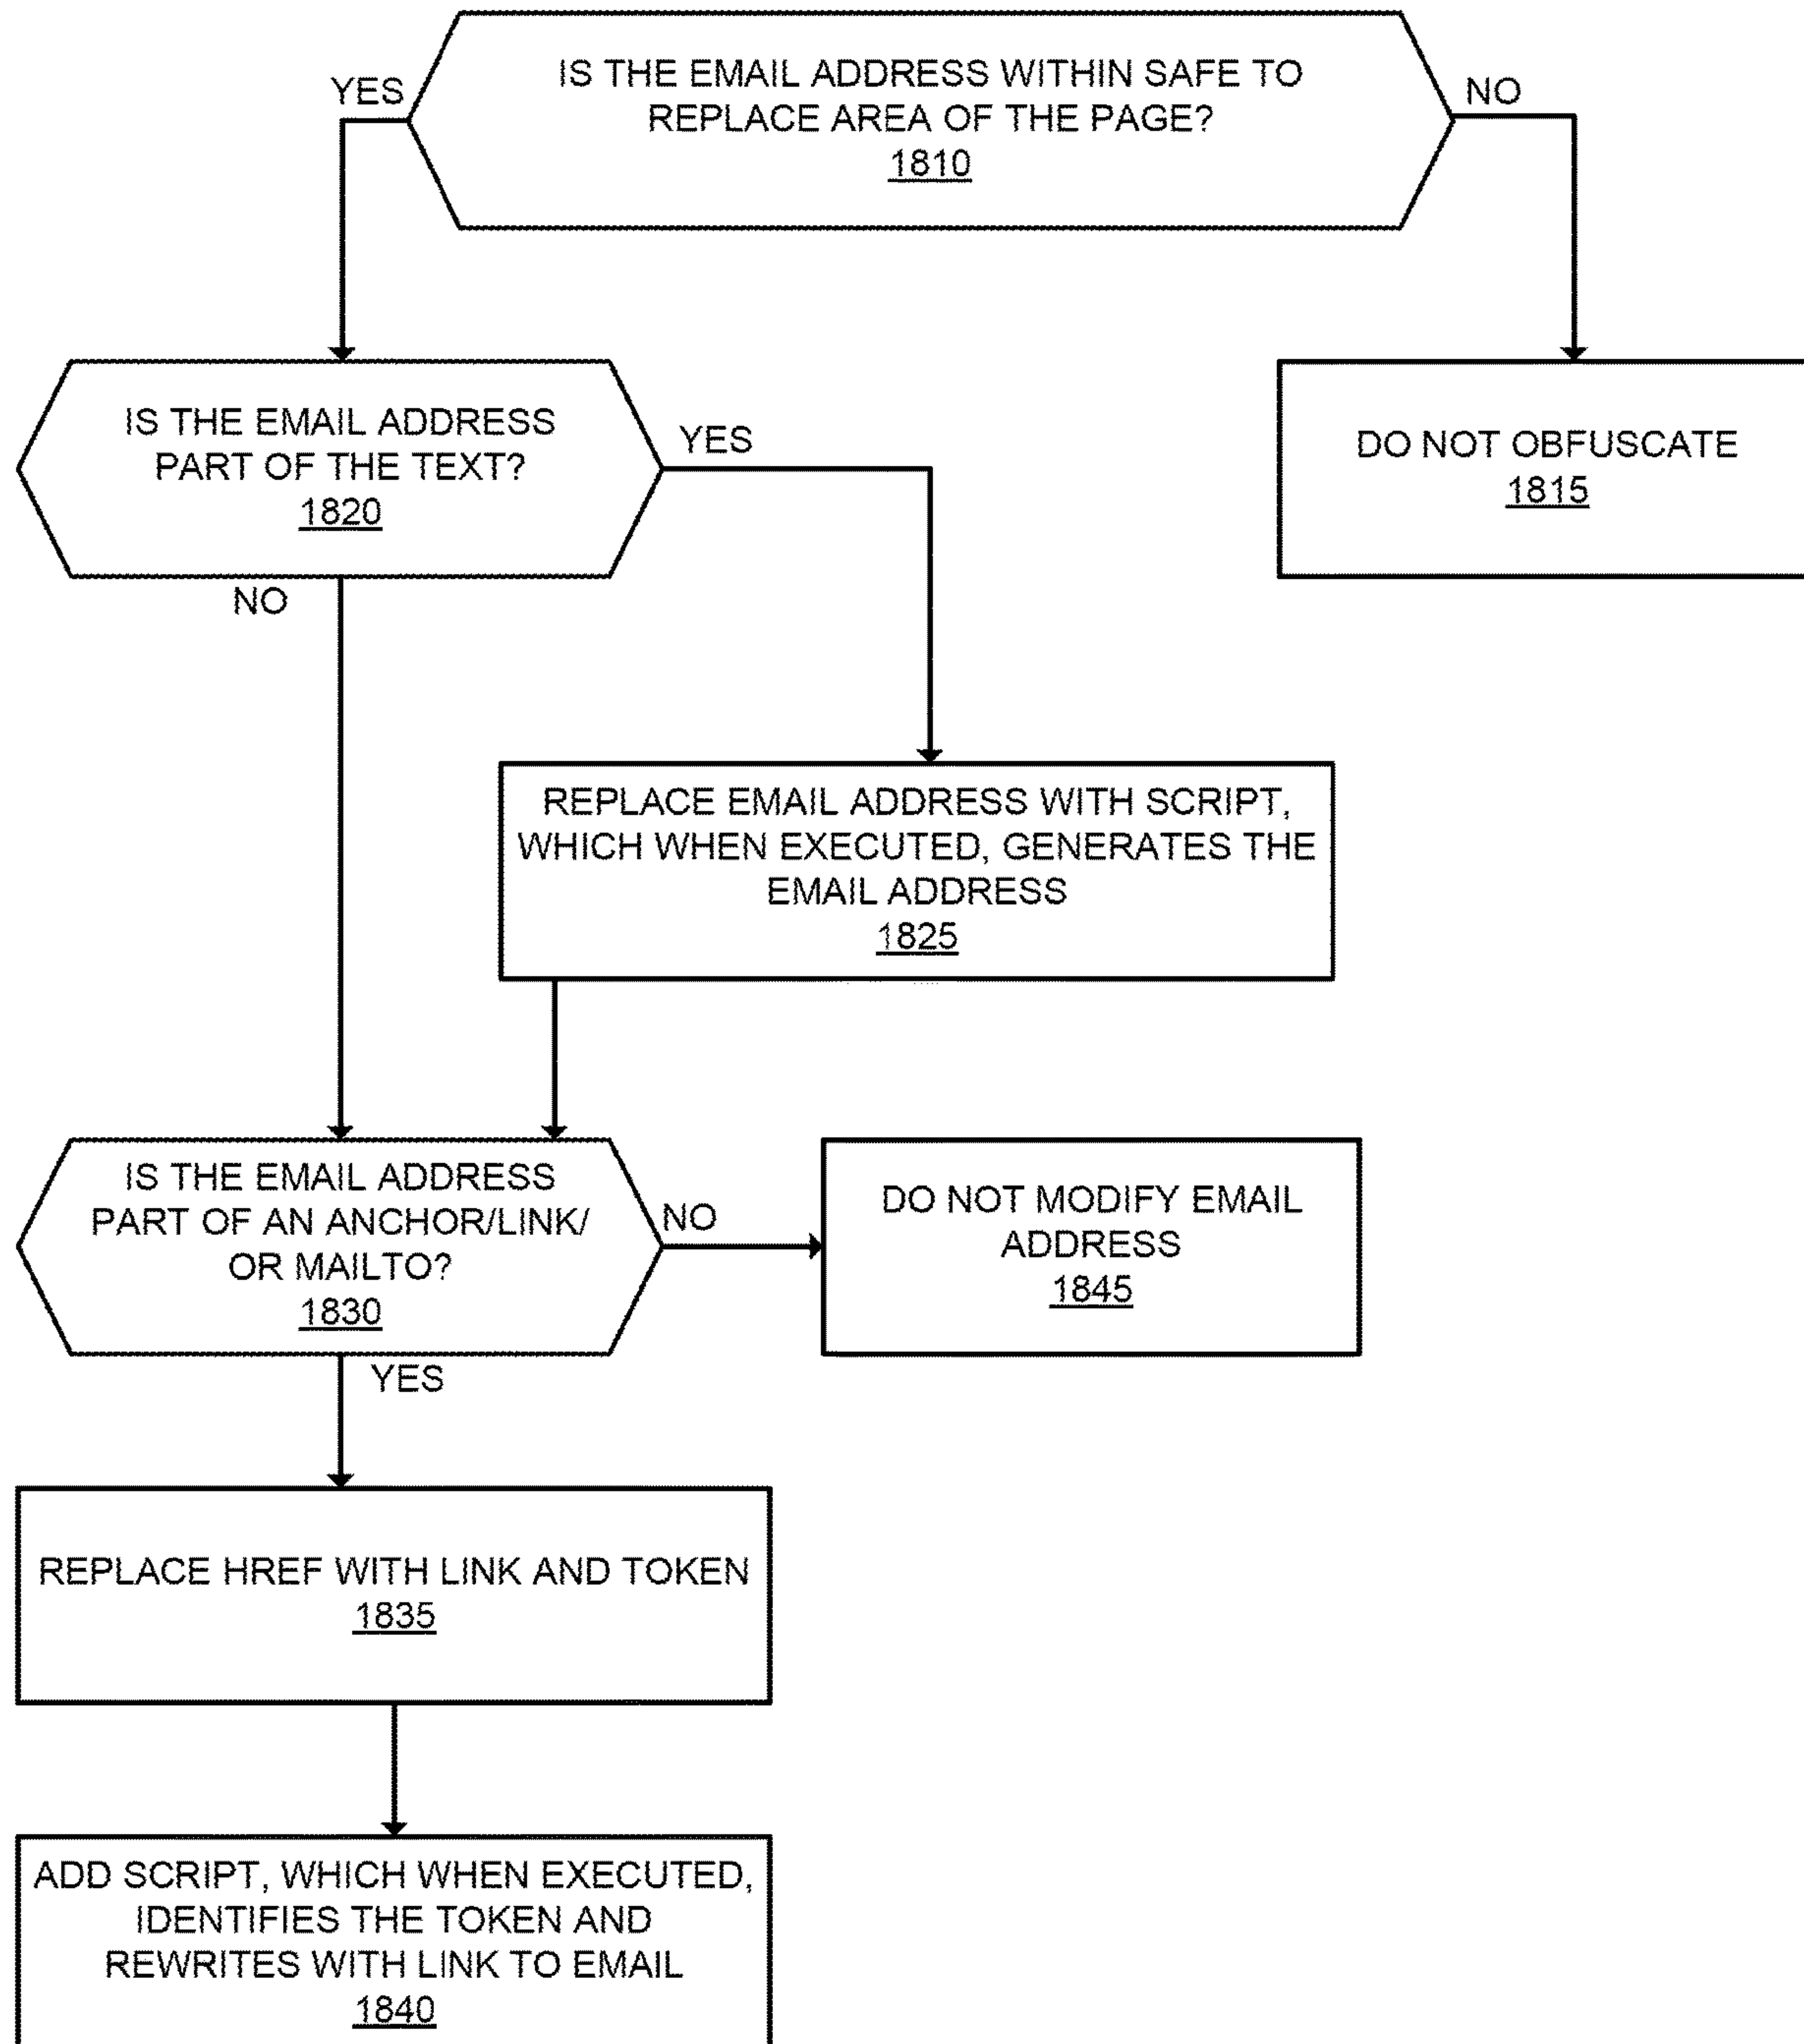 IS THE EMAIL ADDRESS WITHIN SAFE TO
REPLACE AREA OF THE PAGE?
1810
YES
NO
IS THE EMAIL ADDRESS
PART OF THE TEXT?
1820
YES
NO
DO NOT OBFUSCATE
1815
REPLACE EMAIL ADDRESS WITH SCRIPT,
WHICH WHEN EXECUTED, GENERATES THE
EMAIL ADDRESS
1825
IS THE EMAIL ADDRESS
PART OF AN ANCHOR/LINK/
OR MAILTO?
1830
NO
YES
DO NOT MODIFY EMAIL
ADDRESS
1845
REPLACE HREF WITH LINK AND TOKEN
1835
ADD SCRIPT, WHICH WHEN EXECUTED,
IDENTIFIES THE TOKEN AND
REWRITES WITH LINK TO EMAIL
1840